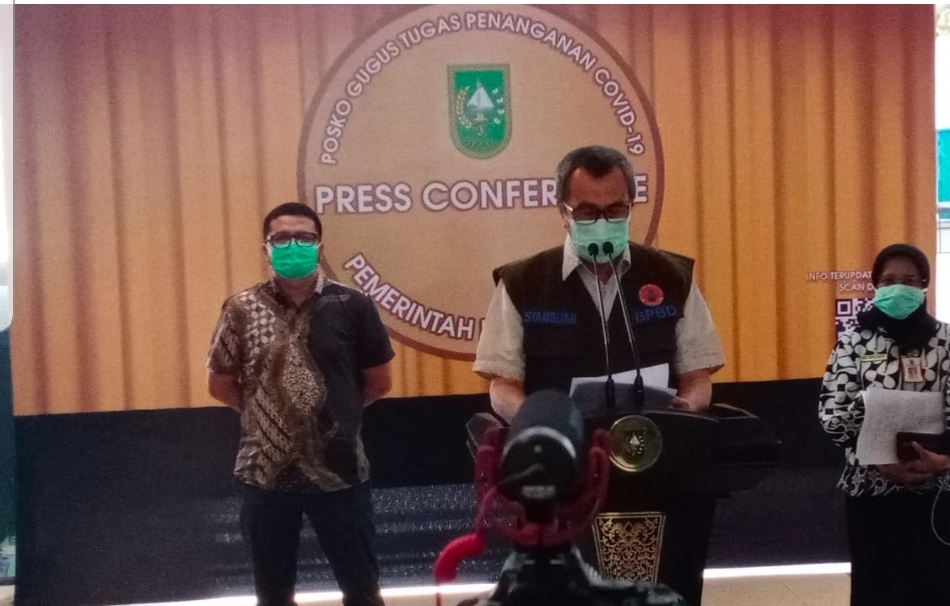 POSKO GUGUS TUGAS PENANGANAN COVID-19
PRESS CONFER
E
PEMERINTAH
INFO TERUPDAT
SCAN D
SYAMSUAR
BPBD